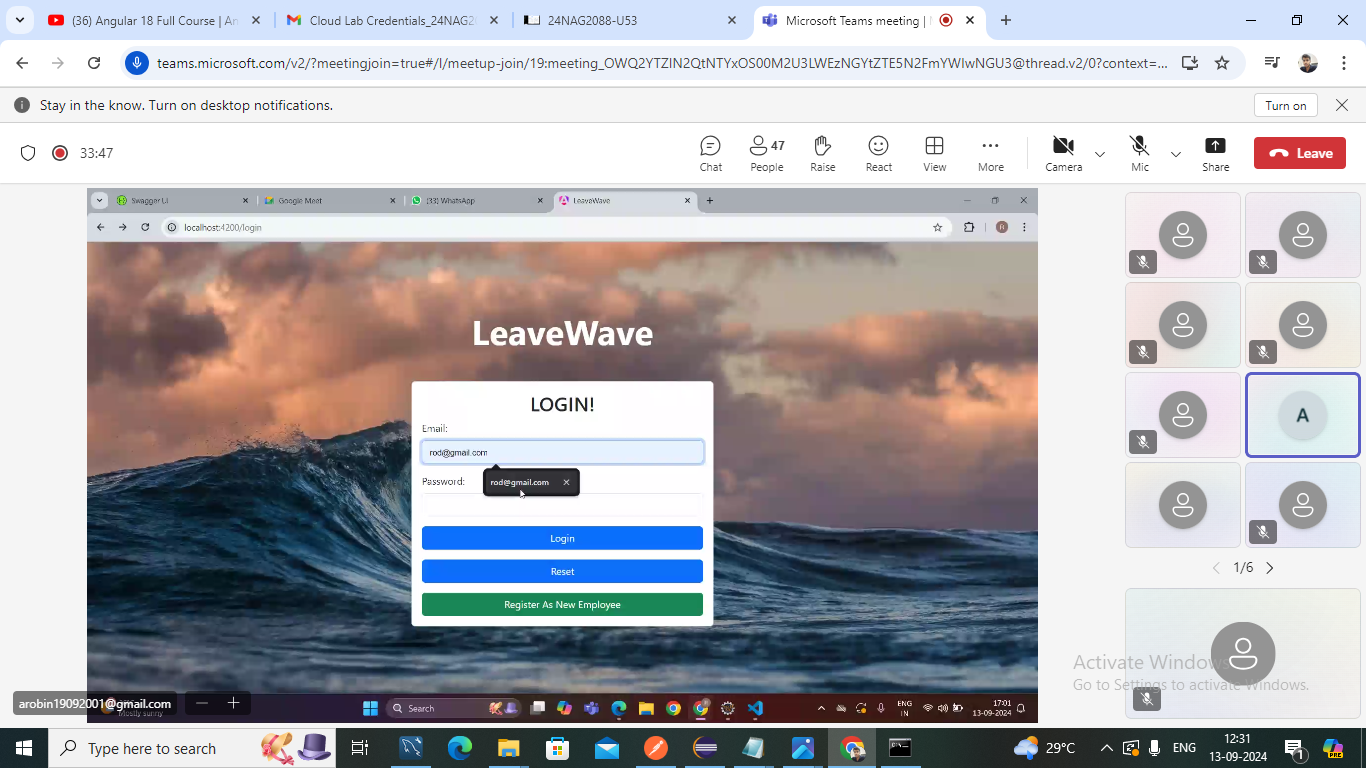 (36) Angular 18 Full Course | An
Cloud Lab Credentials_24NAG2
24NAG2088-U53
Microsoft Teams meeting |
teams.microsoft.com/v2/?meetingjoin=true#/l/meetup-join/19:meeting_OWQ2YTZlN2QtNTYxOS00M2U3LWEzNGYtZTE5N2FmYWIwNGU3@thread.v2/0?context=...
Stay in the know. Turn on desktop notifications.
Turn on
33:47
Chat
47
People
Raise
React
View
More
Camera
Mic
Share
Leave
Swagger UI
Google Meet
(33) WhatsApp
LeaveWave
localhost:4200/login
R
LeaveWave
LOGIN!
Email:
rod@gmail.com
Password:
rod@gmail.com
Login
Reset
Register As New Employee
A
1/6
Activate Windows
Go to Settings to activate Windows.
arobin19092001@gmail.com
Mostly sunny
Search
ENG
IN
17:01
13-09-2024
Type here to search
29°C
ENG
12:31
13-09-2024
1
PRE